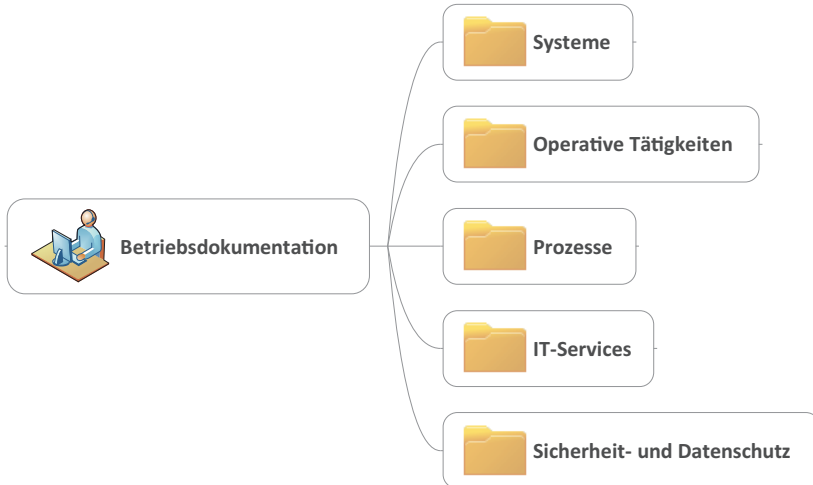 Systeme
Operative Tätigkeiten
Betriebsdokumentation
Prozesse
IT-Services
Sicherheit- und Datenschutz